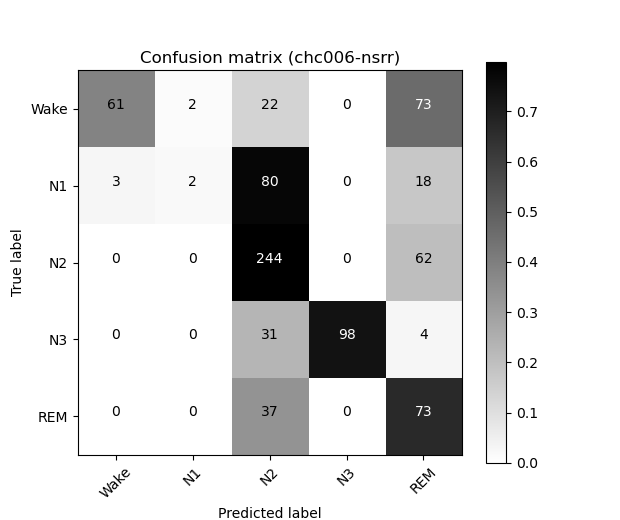 Confusion matrix (chc006-nsrr)
Wake 61 2 22 0 73
N1 3 2 80 0 18
N2 0 0 244 0 62
N3 0 0 31 98 4
REM 0 0 37 0 73
Wake N1 N2 N3 REM
True label
Predicted label
0.7
0.6
0.5
0.4
0.3
0.2
0.1
0.0